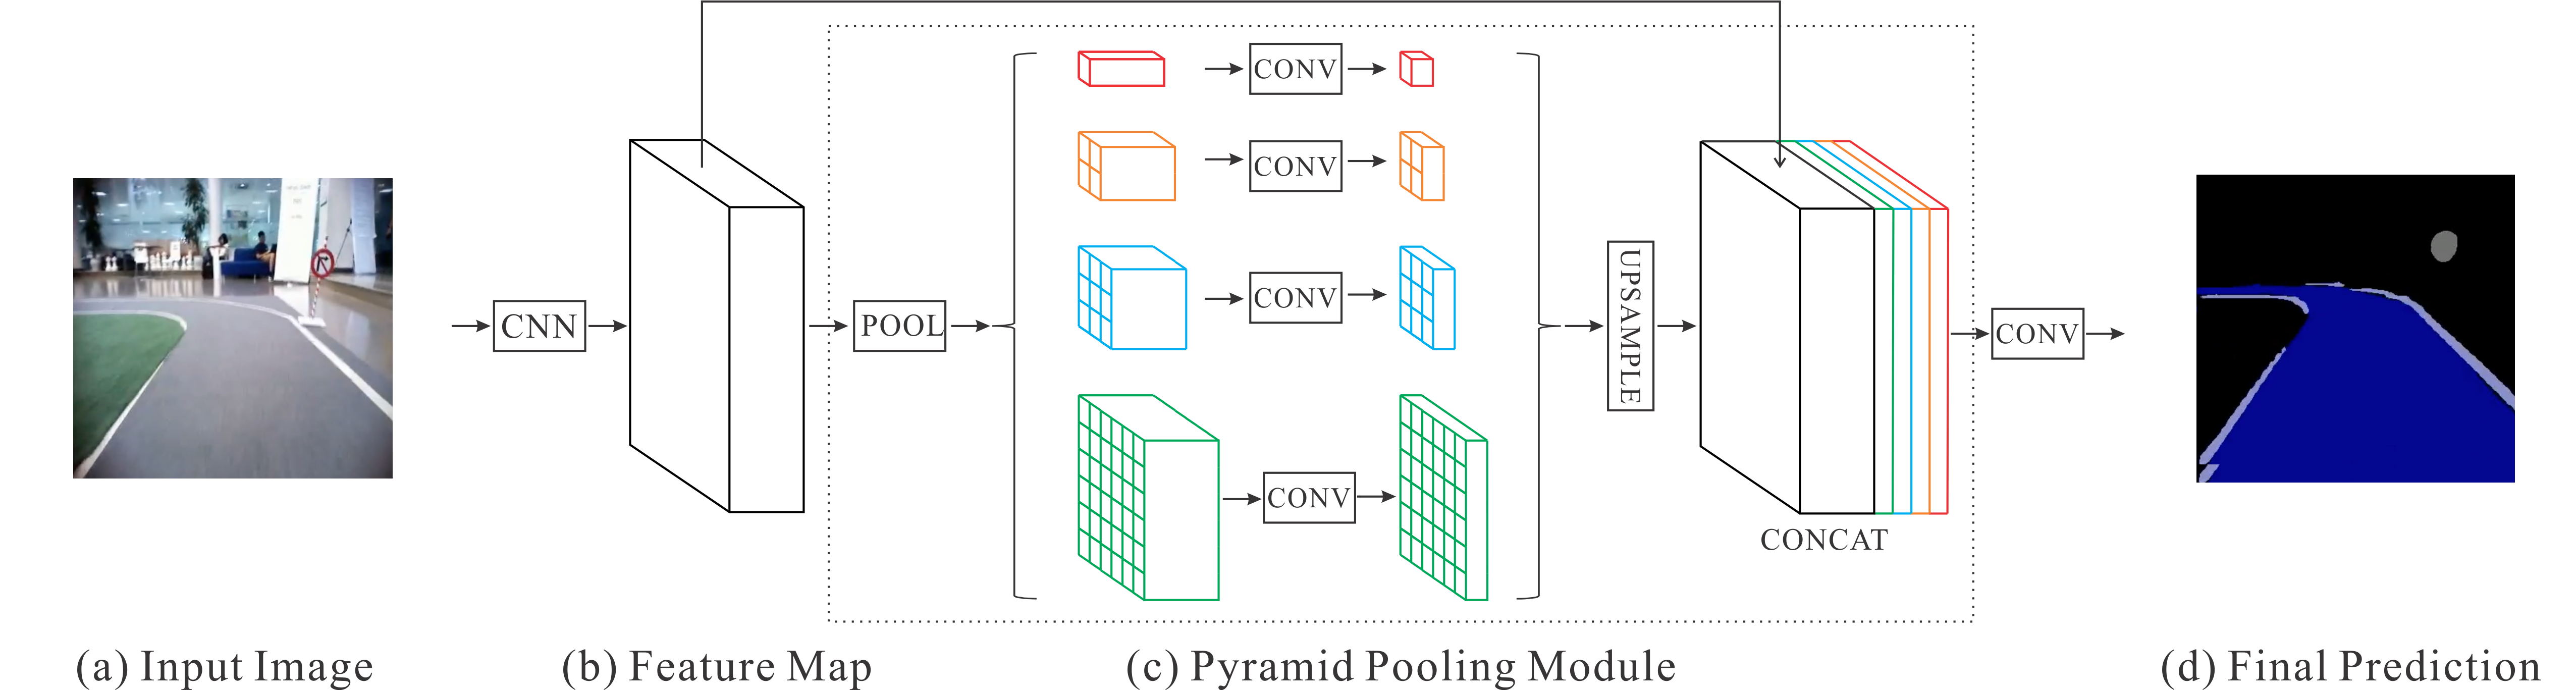 CNN
POOL
CONV
CONV
CONV
CONV
UPSAMPLE
CONCAT
CONV
(a) Input Image
(b) Feature Map
(c) Pyramid Pooling Module
(d) Final Prediction